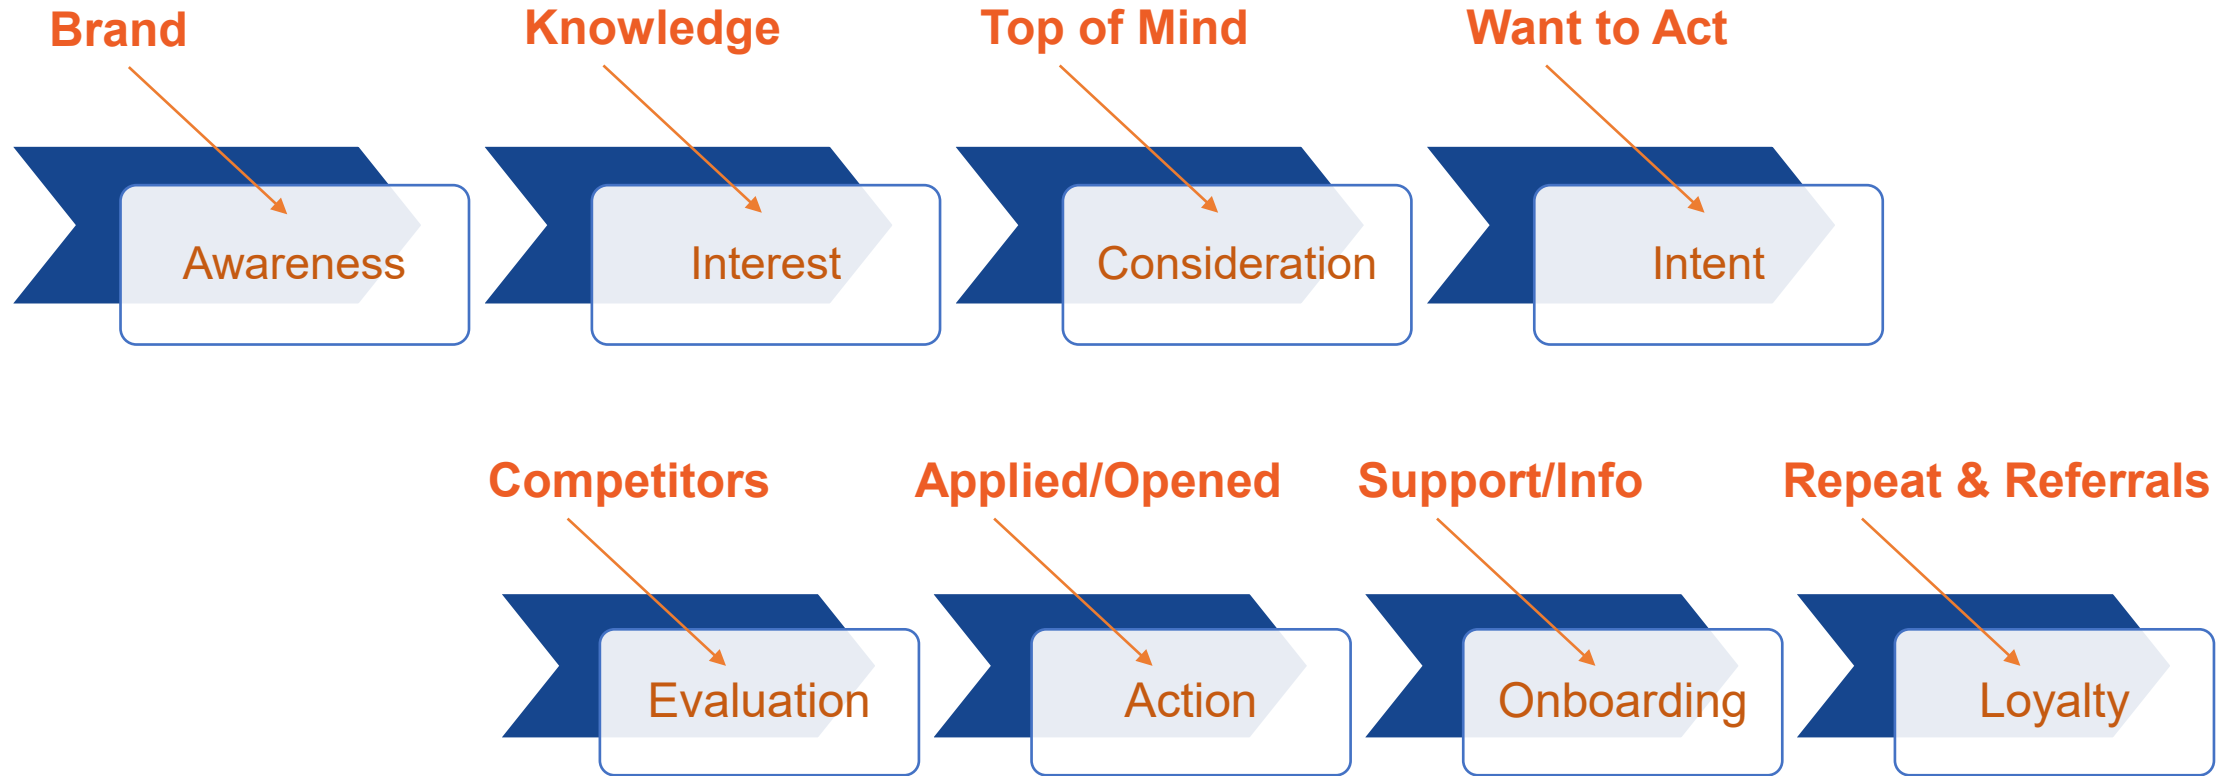 Brand
Knowledge
Top of Mind
Want to Act
Awareness
Interest
Consideration
Intent
Competitors
Applied/Opened
Support/Info
Repeat & Referrals
Evaluation
Action
Onboarding
Loyalty